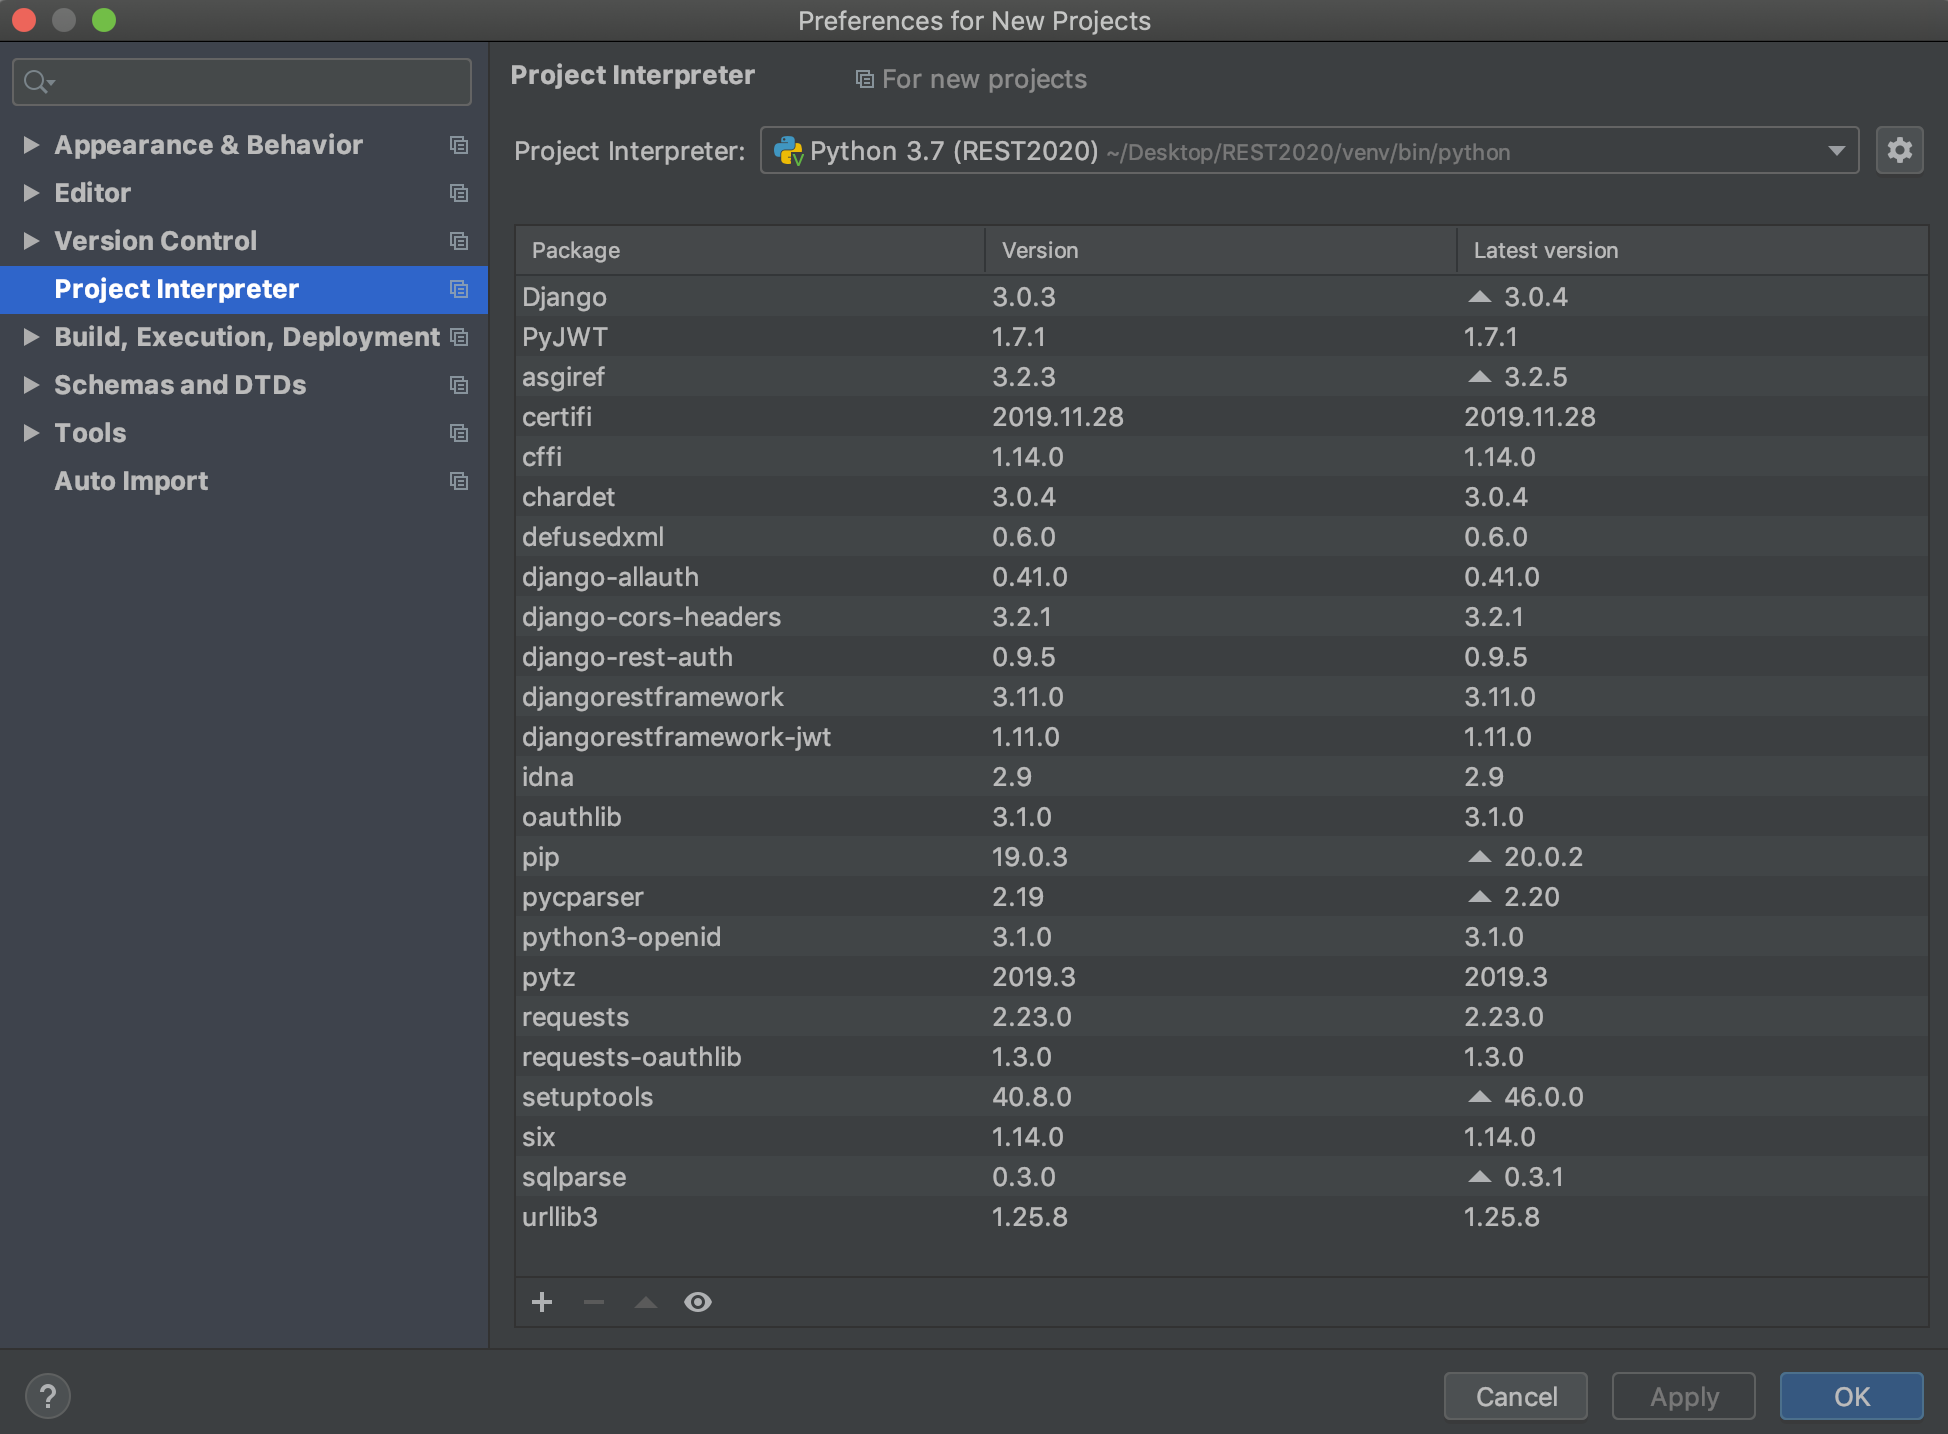 Preferences for New Projects
Appearance & Behavior
Editor
Version Control
Project Interpreter
Build, Execution, Deployment
Schemas and DTDs
Tools
Auto Import
Project Interpreter For new projects
Project Interpreter: Python 3.7 (REST2020) ~/Desktop/REST2020/venv/bin/python
Package Version Latest version
Django 3.0.3 3.0.4
PyJWT 1.7.1 1.7.1
asgiref 3.2.3 3.2.5
certifi 2019.11.28 2019.11.28
cffi 1.14.0 1.14.0
chardet 3.0.4 3.0.4
defusedxml 0.6.0 0.6.0
django-allauth 0.41.0 0.41.0
django-cors-headers 3.2.1 3.2.1
django-rest-auth 0.9.5 0.9.5
djangorestframework 3.11.0 3.11.0
djangorestframework-jwt 1.11.0 1.11.0
idna 2.9 2.9
oauthlib 3.1.0 3.1.0
pip 19.0.3 20.0.2
pycparser 2.19 2.20
python3-openid 3.1.0 3.1.0
pytz 2019.3 2019.3
requests 2.23.0 2.23.0
requests-oauthlib 1.3.0 1.3.0
setuptools 40.8.0 46.0.0
six 1.14.0 1.14.0
sqlparse 0.3.0 0.3.1
urllib3 1.25.8 1.25.8
? Cancel Apply OK